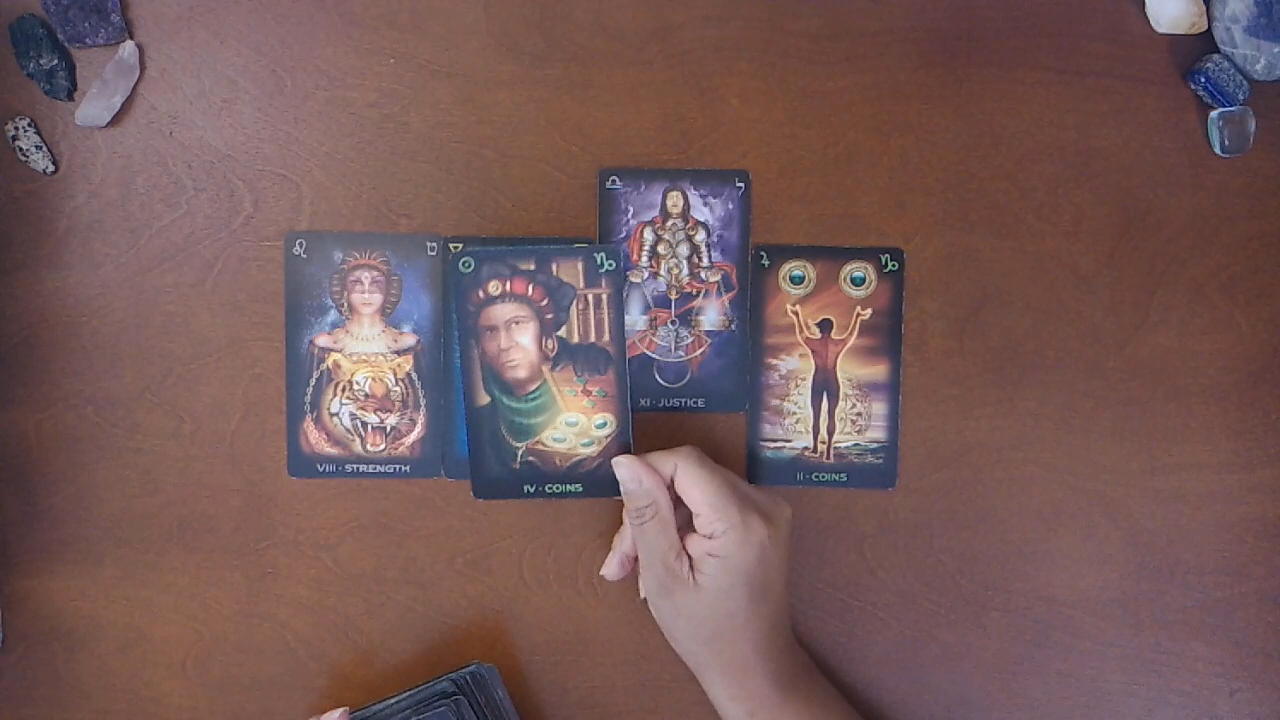 ט
ל
VIII · STRENGTH
IV · COINS
XI · JUSTICE
II · COINS